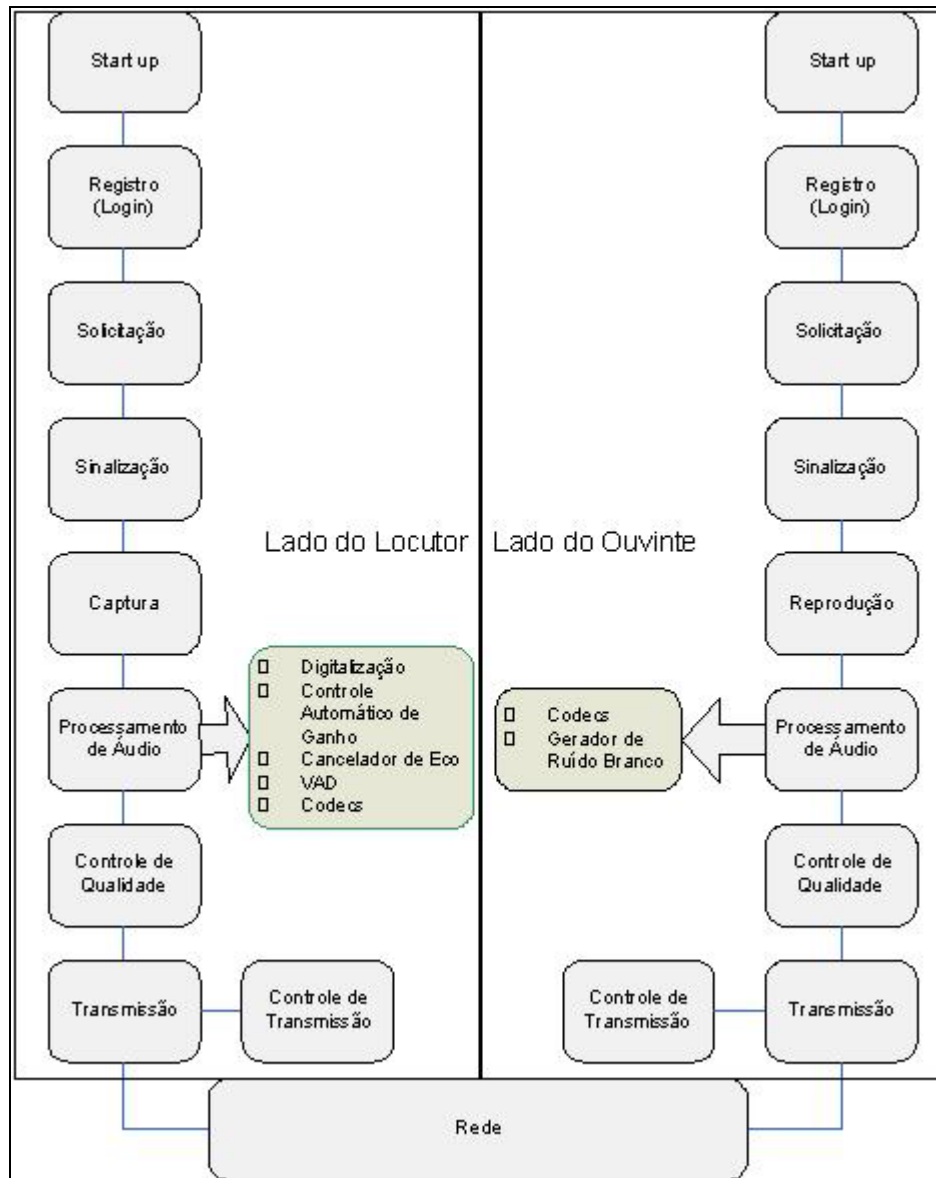 Start up
Registro
(Login)
Solicitação
Sinalização
Captura
Processamento
de Áudio
Controle de
Qualidade
Transmissão
Controle de
Transmissão
Lado do Locutor
Digitalização
Controle
Automático de
Ganho
Cancelador de Eco
VAD
Codecs
Lado do Ouvinte
Start up
Registro
(Login)
Solicitação
Sinalização
Reprodução
Processamento
de Áudio
Codecs
Gerador de
Ruído Branco
Controle de
Qualidade
Transmissão
Controle de
Transmissão
Rede